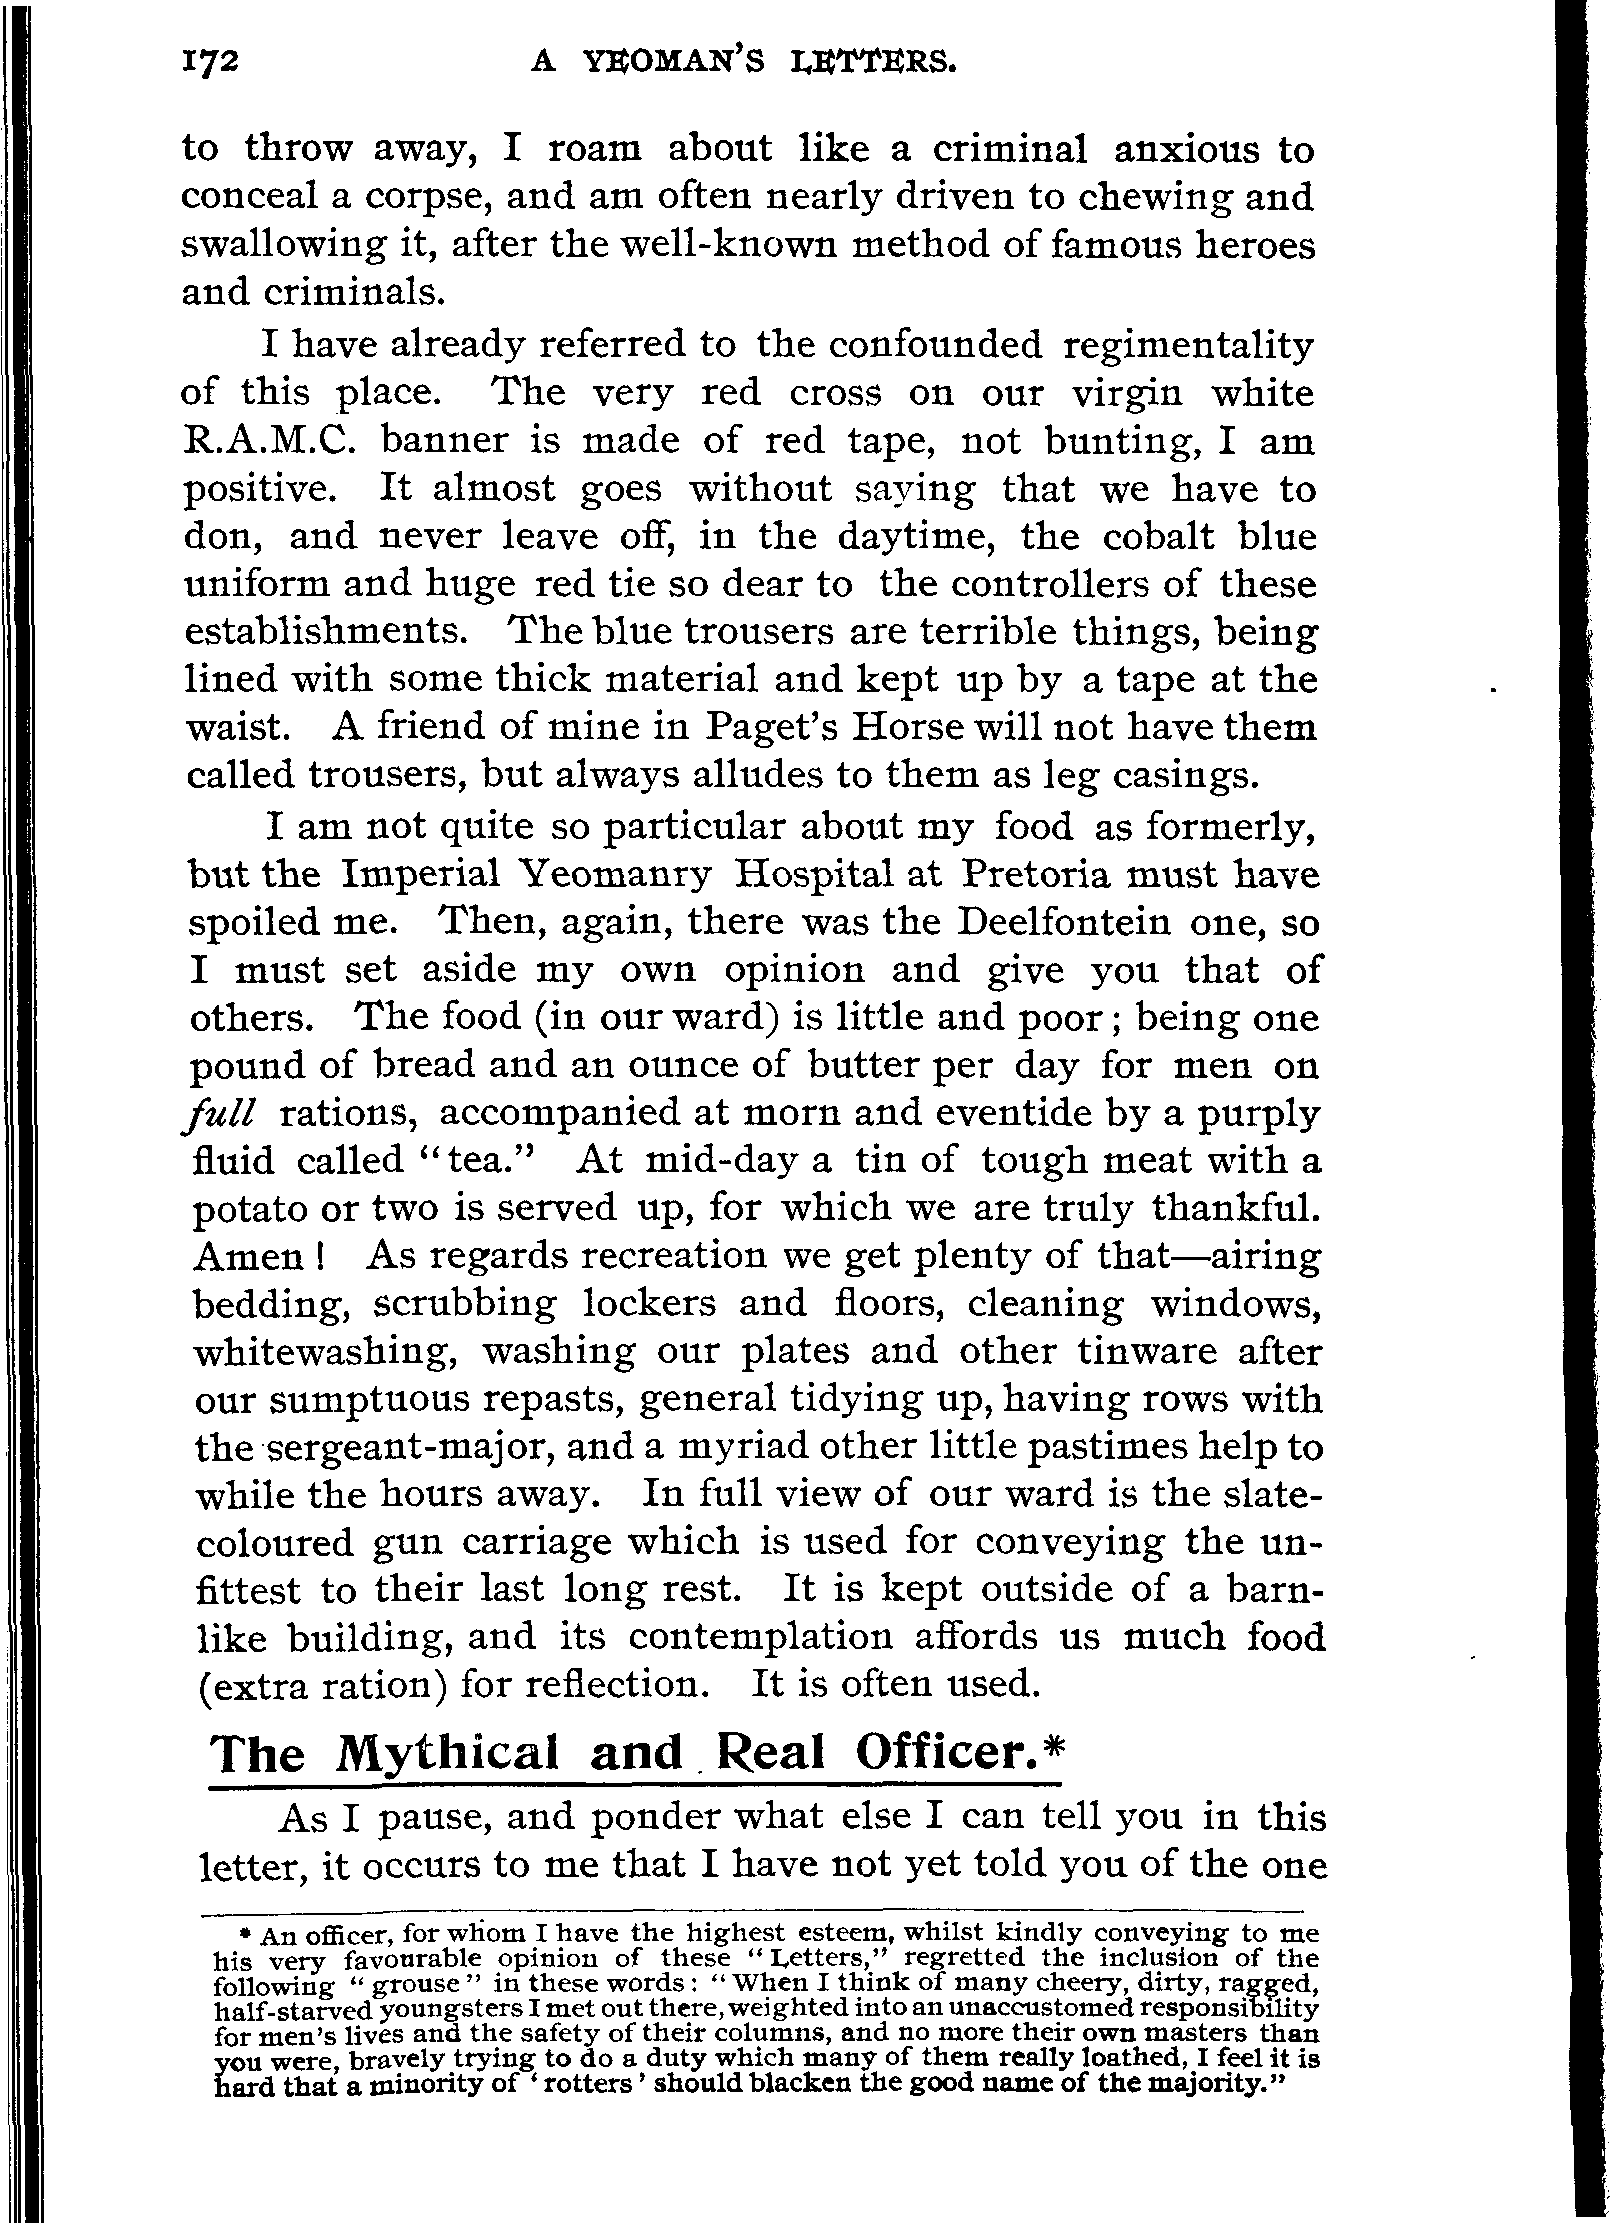 172 A YEOMAN'S LETTERS.
to throw away, I roam about like a criminal anxious to
conceal a corpse, and am often nearly driven to chewing and
swallowing it, after the well-known method of famous heroes
and criminals.
I have already referred to the confounded regimentality
of this place. The very red cross on our virgin white
R.A.M.C. banner is made of red tape, not bunting, I am
positive. It almost goes without saying that we have to
don, and never leave off, in the daytime, the cobalt blue
uniform and huge red tie so dear to the controllers of these
establishments. The blue trousers are terrible things, being
lined with some thick material and kept up by a tape at the
waist. A friend of mine in Paget's Horse will not have them
called trousers, but always alludes to them as leg casings.
I am not quite so particular about my food as formerly,
but the Imperial Yeomanry Hospital at Pretoria must have
spoiled me. Then, again, there was the Deelfontein one, so
I must set aside my own opinion and give you that of
others. The food (in our ward) is little and poor; being one
pound of bread and an ounce of butter per day for men on
full rations, accompanied at morn and eventide by a purply
fluid called "tea." At mid-day a tin of tough meat with a
potato or two is served up, for which we are truly thankful.
Amen! As regards recreation we get plenty of that—airing
bedding, scrubbing lockers and floors, cleaning windows,
whitewashing, washing our plates and other tinware after
our sumptuous repasts, general tidying up, having rows with
the sergeant-major, and a myriad other little pastimes help to
while the hours away. In full view of our ward is the slate-
coloured gun carriage which is used for conveying the un-
fittest to their last long rest. It is kept outside of a barn-
like building, and its contemplation affords us much food
(extra ration) for reflection. It is often used.
The Mythical and Real Officer.*
As I pause, and ponder what else I can tell you in this
letter, it occurs to me that I have not yet told you of the one
* An officer, for whom I have the highest esteem, whilst kindly conveying to me
his very favourable opinion of these "Letters," regretted the inclusion of the
following "grouse" in these words: "When I think of many cheery, dirty, ragged,
half-starved youngsters I met out there, weighted into an unaccustomed responsibility
for men's lives and the safety of their columns, and no more their own masters than
you were, bravely trying to do a duty which many of them really loathed, I feel it is
hard that a minority of 'rotters' should blacken the good name of the majority."